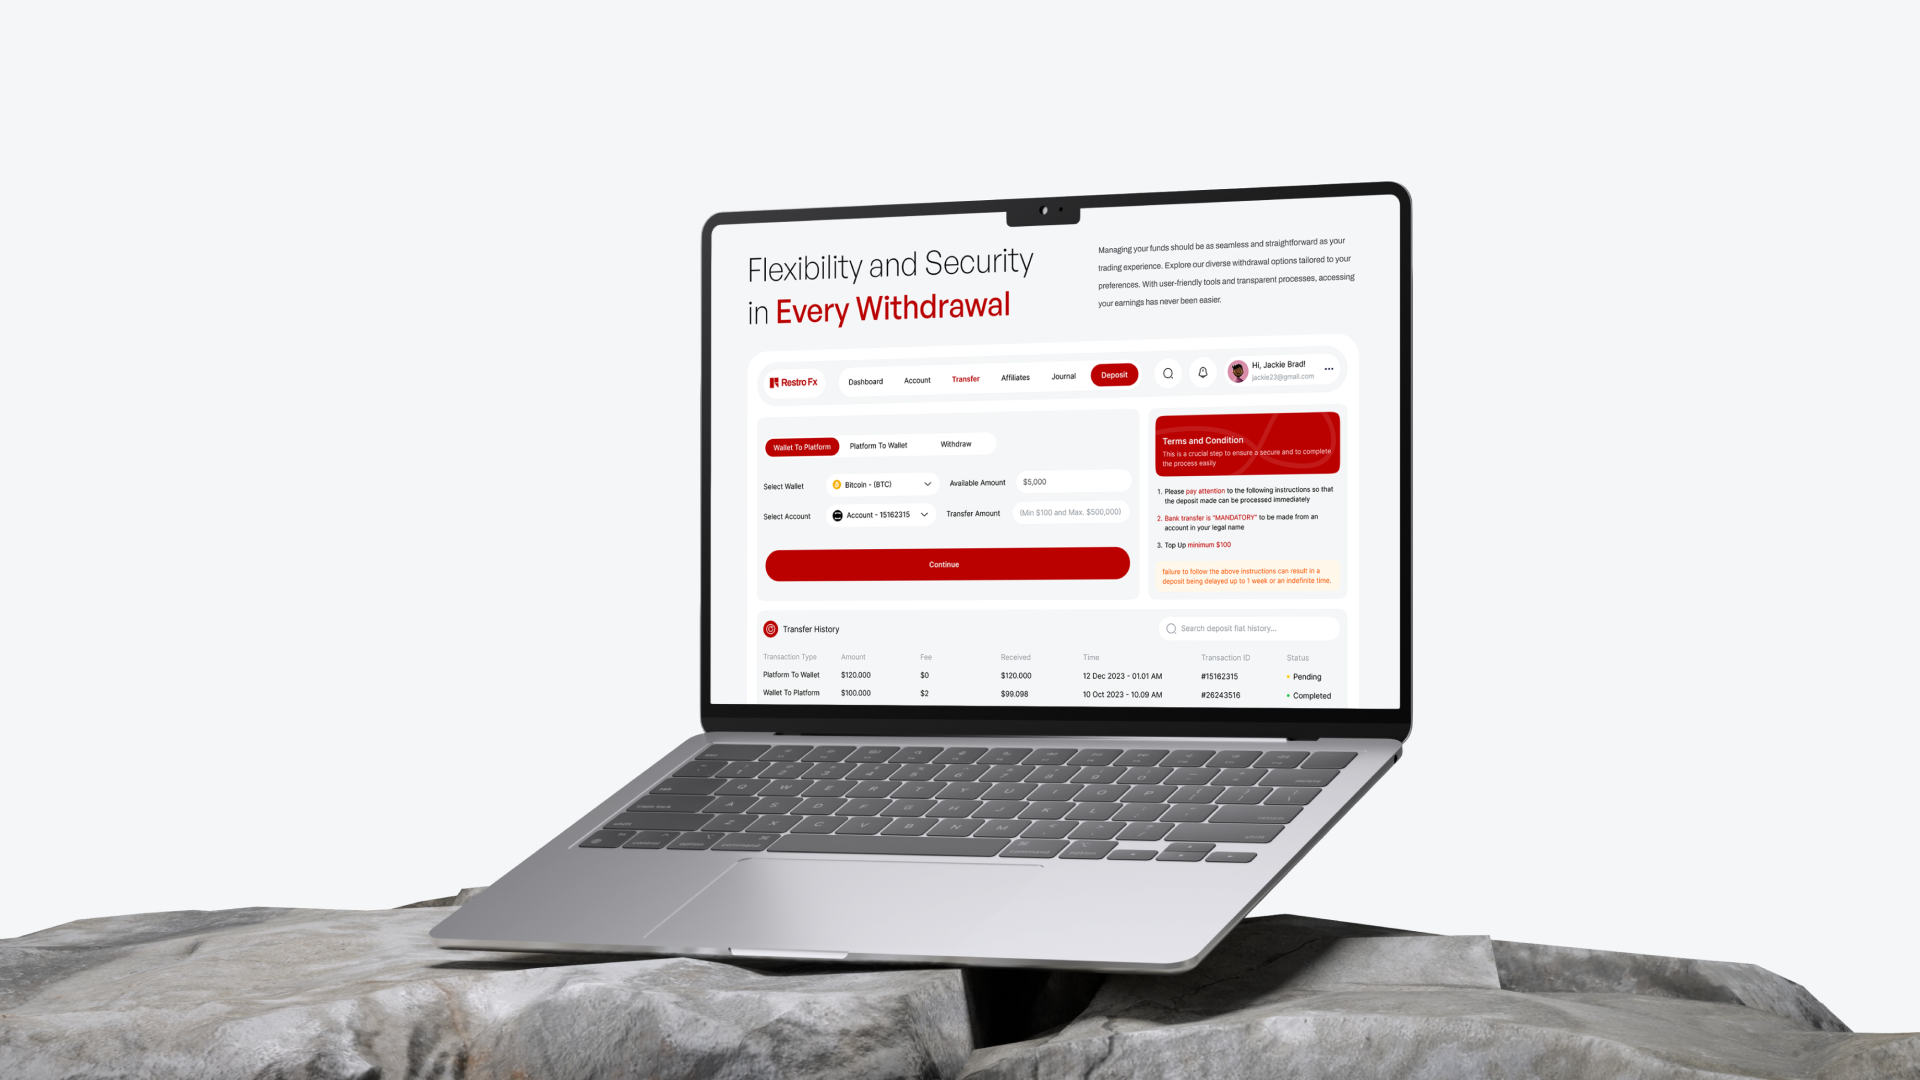 Flexibility and Security
in Every Withdrawal
Managing your funds should be as seamless and straightforward as your
trading experience. Explore our diverse withdrawal options tailored to your
preferences. With user-friendly tools and transparent processes, accessing
your earnings has never been easier.
Restro Fx
Dashboard
Account
Transfer
Affiliates
Journal
Deposit
Hi, Jackie Brad!
jackie23@gmail.com
Wallet To Platform
Platform To Wallet
Withdraw
Select Wallet
Bitcoin - (BTC)
Available Amount
$5,000
Select Account
Account - 15162315
Transfer Amount
(Min $100 and Max. $500,000)
Continue
Terms and Condition
This is a crucial step to ensure a secure and to complete
the process easily
1. Please pay attention to the following instructions so that
the deposit made can be processed immediately
2. Bank transfer is "MANDATORY" to be made from an
account in your legal name
3. Top Up minimum $100
failure to follow the above instructions can result in a
deposit being delayed up to 1 week or an indefinite time.
Transfer History
Search deposit fiat history...
Transaction Type Amount Fee Received Time Transaction ID Status
Platform To Wallet $120.000 $0 $120.000 12 Dec 2023 - 01.01 AM #15162315 Pending
Wallet To Platform $100.000 $2 $99.098 10 Oct 2023 - 10.09 AM #26243516 Completed